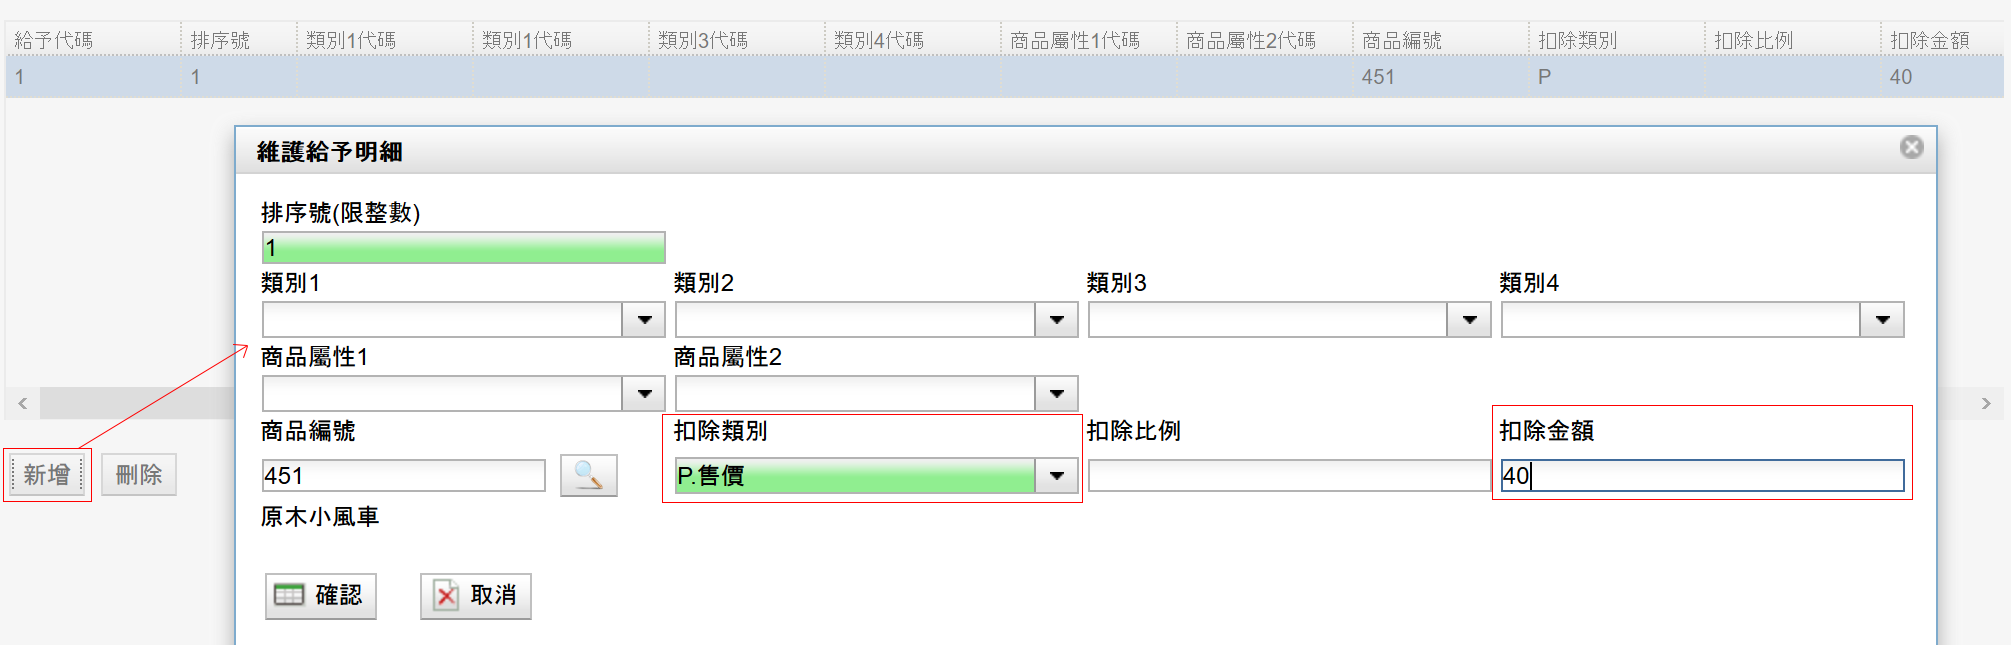 給予代碼 排序號 類別1代碼 類別1代碼 類別3代碼 類別4代碼 商品屬性1代碼 商品屬性2代碼 商品編號 扣除類別 扣除比例 扣除金額
1 1 451 P 40
維護給予明細
排序號(限整數)
1
類別1 類別2 類別3 類別4
商品屬性1 商品屬性2
商品編號 扣除類別 扣除比例 扣除金額
新增 刪除 451 P.售價 40
原木小風車
確認 取消